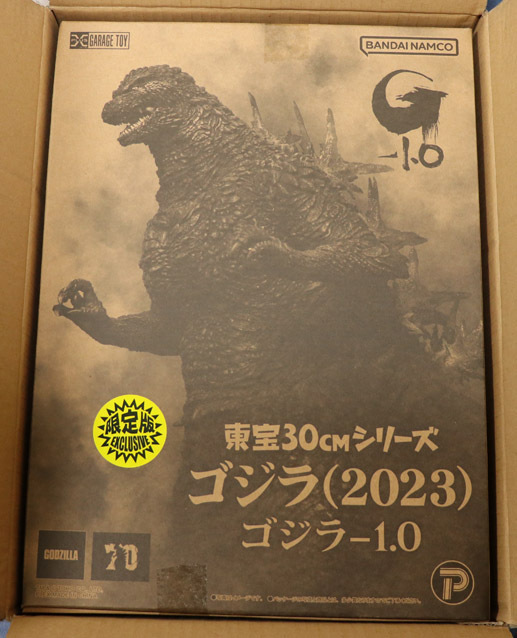 GARAGE TOY
BANDAI NAMCO
G
-1.0
限定版
EXCLUSIVE
東宝30CMシリーズ
ゴジラ(2023)
ゴジラ-1.0
GODZILLA
70
P